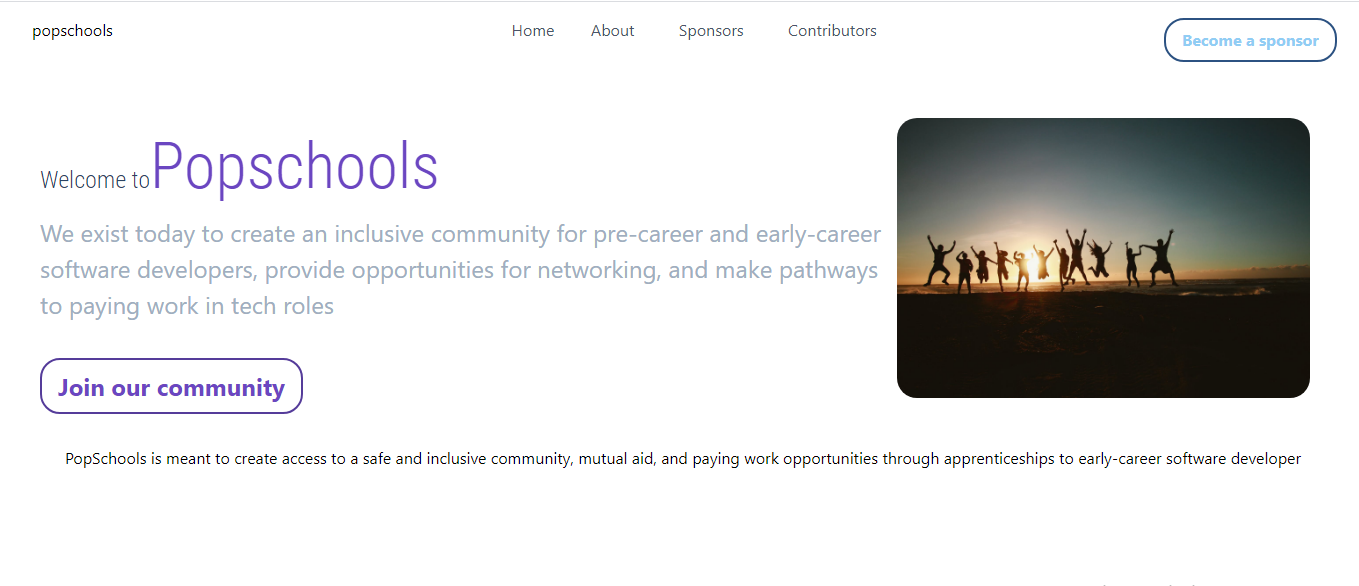 popschools
Home About Sponsors Contributors
Become a sponsor
Welcome to Popschools
We exist today to create an inclusive community for pre-career and early-career
software developers, provide opportunities for networking, and make pathways
to paying work in tech roles
Join our community
PopSchools is meant to create access to a safe and inclusive community, mutual aid, and paying work opportunities through apprenticeships to early-career software developer